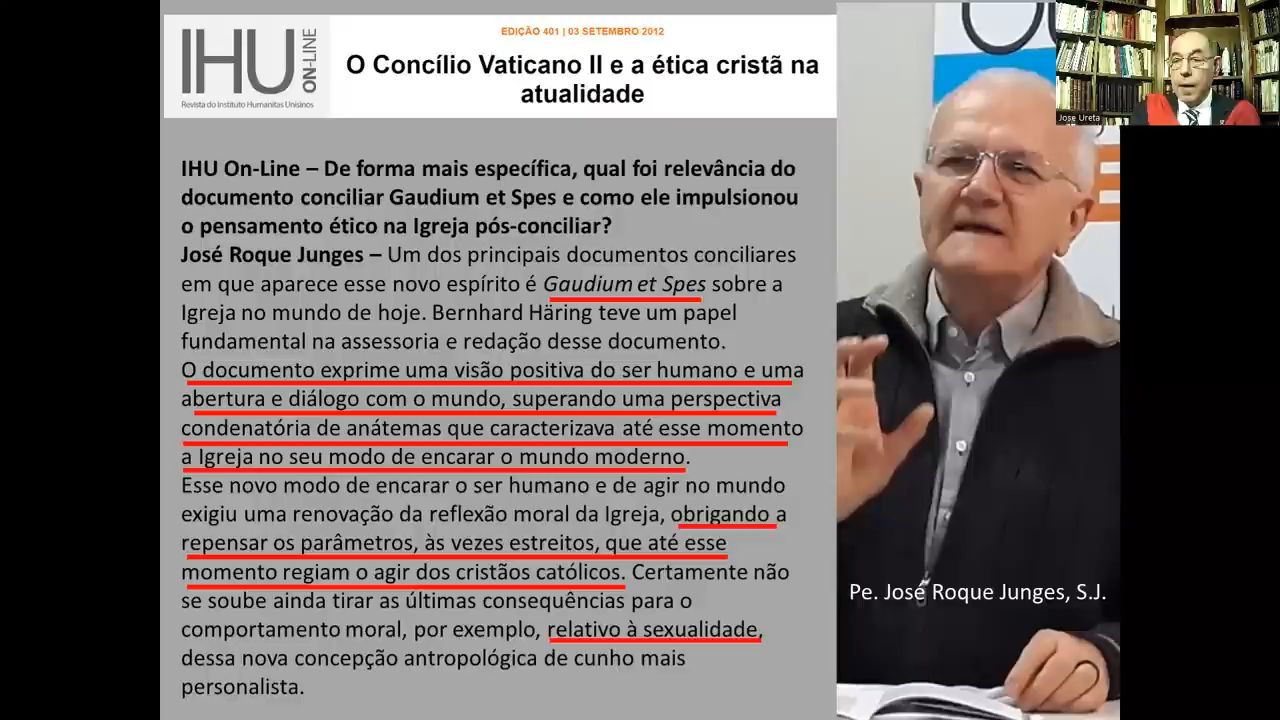 IHU
ON-LINE
Revista do Instituto Humanitas Unisinos
EDIÇÃO 401 | 03 SETEMBRO 2012
O Concílio Vaticano II e a ética cristã na
atualidade
Jose Ureta
IHU On-Line – De forma mais específica, qual foi relevância do
documento conciliar Gaudium et Spes e como ele impulsionou
o pensamento ético na Igreja pós-conciliar?
José Roque Junges – Um dos principais documentos conciliares
em que aparece esse novo espírito é Gaudium et Spes sobre a
Igreja no mundo de hoje. Bernhard Häring teve um papel
fundamental na assessoria e redação desse documento.
O documento exprime uma visão positiva do ser humano e uma
abertura e diálogo com o mundo, superando uma perspectiva
condenatória de anátemas que caracterizava até esse momento
a Igreja no seu modo de encarar o mundo moderno.
Esse novo modo de encarar o ser humano e de agir no mundo
exigiu uma renovação da reflexão moral da Igreja, obrigando a
repensar os parâmetros, às vezes estreitos, que até esse
momento regiam o agir dos cristãos católicos. Certamente não
se soube ainda tirar as últimas consequências para o
comportamento moral, por exemplo, relativo à sexualidade,
dessa nova concepção antropológica de cunho mais
personalista.
Pe. José Roque Junges, S.J.